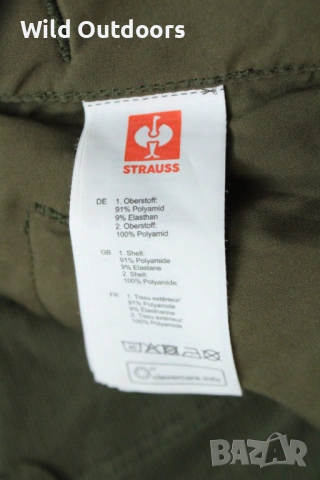 Wild Outdoors
STRAUSS
DE 1. Oberstoff:
91% Polyamid
9% Elasthan
2. Oberstoff:
100% Polyamid
GB 1. Shell:
91% Polyamide
9% Elastane
2. Shell:
100% Polyamide
FR 1. Tissu extérieur:
91% Polyamide
9% Élasthanne
2. Tissu extérieur:
100% Polyamide
clevercare.info
BAZAR